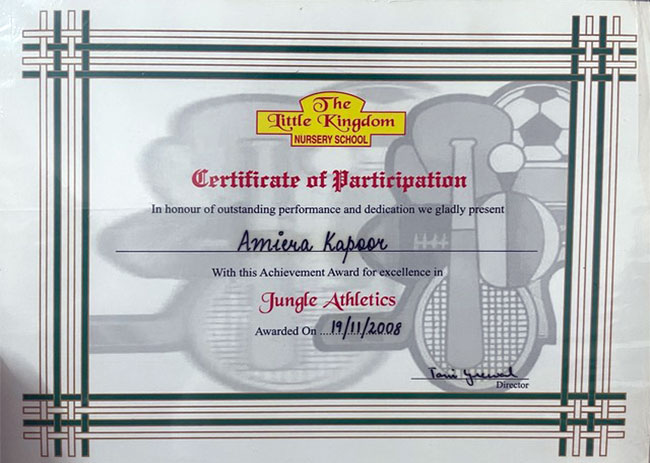 The
Little Kingdom
NURSERY SCHOOL
Certificate of Participation
In honour of outstanding performance and dedication we gladly present
Amiera Kapoor
With this Achievement Award for excellence in
Jungle Athletics
Awarded On ....19/11/2008
Director